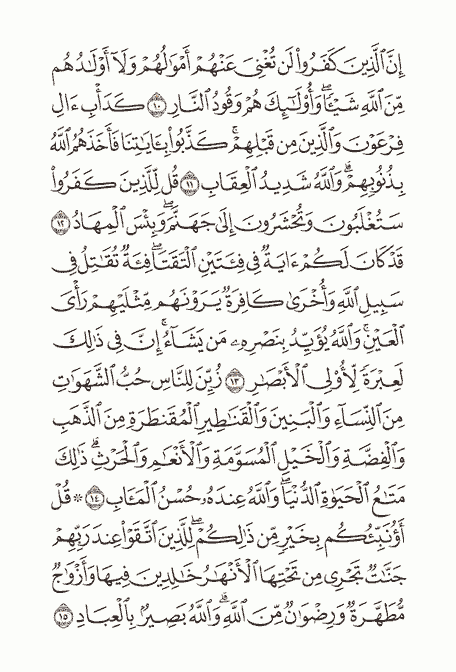 إِنَّ ٱلَّذِينَ كَفَرُوا۟ لَن تُغْنِىَ عَنْهُمْ أَمْوَٰلُهُمْ وَلَآ أَوْلَٰدُهُم
مِّنَ ٱللَّهِ شَيْـًٔا ۖ وَأُو۟لَٰٓئِكَ هُمْ وَقُودُ ٱلنَّارِ ١٠ كَدَأْبِ ءَالِ
فِرْعَوْنَ وَٱلَّذِينَ مِن قَبْلِهِمْ ۚ كَذَّبُوا۟ بِـَٔايَٰتِنَا فَأَخَذَهُمُ ٱللَّهُ
بِذُنُوبِهِمْ ۗ وَٱللَّهُ شَدِيدُ ٱلْعِقَابِ ١١ قُل لِّلَّذِينَ كَفَرُوا۟
سَتُغْلَبُونَ وَتُحْشَرُونَ إِلَىٰ جَهَنَّمَ ۚ وَبِئْسَ ٱلْمِهَادُ ١٢
قَدْ كَانَ لَكُمْ ءَايَةٌ فِى فِئَتَيْنِ ٱلْتَقَتَا ۖ فِئَةٌ تُقَٰتِلُ فِى
سَبِيلِ ٱللَّهِ وَأُخْرَىٰ كَافِرَةٌ يَرَوْنَهُم مِّثْلَيْهِمْ رَأْىَ
ٱلْعَيْنِ ۚ وَٱللَّهُ يُؤَيِّدُ بِنَصْرِهِۦ مَن يَشَآءُ ۗ إِنَّ فِى ذَٰلِكَ
لَعِبْرَةً لِّأُو۟لِى ٱلْأَبْصَٰرِ ١٣ زُيِّنَ لِلنَّاسِ حُبُّ ٱلشَّهَوَٰتِ
مِنَ ٱلنِّسَآءِ وَٱلْبَنِينَ وَٱلْقَنَٰطِيرِ ٱلْمُقَنطَرَةِ مِنَ ٱلذَّهَبِ
وَٱلْفِضَّةِ وَٱلْخَيْلِ ٱلْمُسَوَّمَةِ وَٱلْأَنْعَٰمِ وَٱلْحَرْثِ ۗ ذَٰلِكَ
مَتَٰعُ ٱلْحَيَوٰةِ ٱلدُّنْيَا ۖ وَٱللَّهُ عِندَهُۥ حُسْنُ ٱلْمَـَٔابِ ١٤ ۞ قُلْ
أَؤُنَبِّئُكُم بِخَيْرٍ مِّن ذَٰلِكُمْ ۚ لِلَّذِينَ ٱتَّقَوْا۟ عِندَ رَبِّهِمْ
جَنَّٰتٌ تَجْرِى مِن تَحْتِهَا ٱلْأَنْهَٰرُ خَٰلِدِينَ فِيهَا وَأَزْوَٰجٌ
مُّطَهَّرَةٌ وَرِضْوَٰنٌ مِّنَ ٱللَّهِ ۗ وَٱللَّهُ بَصِيرٌۢ بِٱلْعِبَادِ ١٥